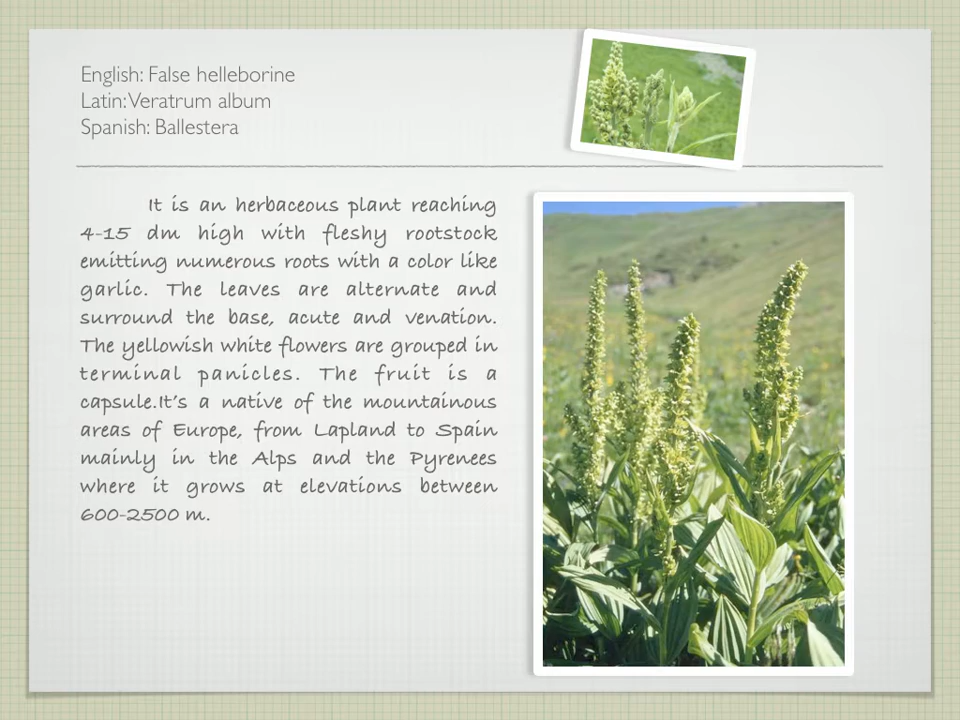 English: False helleborine
Latin: Veratrum album
Spanish: Ballestera
It is an herbaceous plant reaching
4-15 dm high with fleshy rootstock
emitting numerous roots with a color like
garlic. The leaves are alternate and
surround the base, acute and venation.
The yellowish white flowers are grouped in
terminal panicles. The fruit is a
capsule.It's a native of the mountainous
areas of Europe, from Lapland to Spain
mainly in the Alps and the Pyrenees
where it grows at elevations between
600-2500 m.